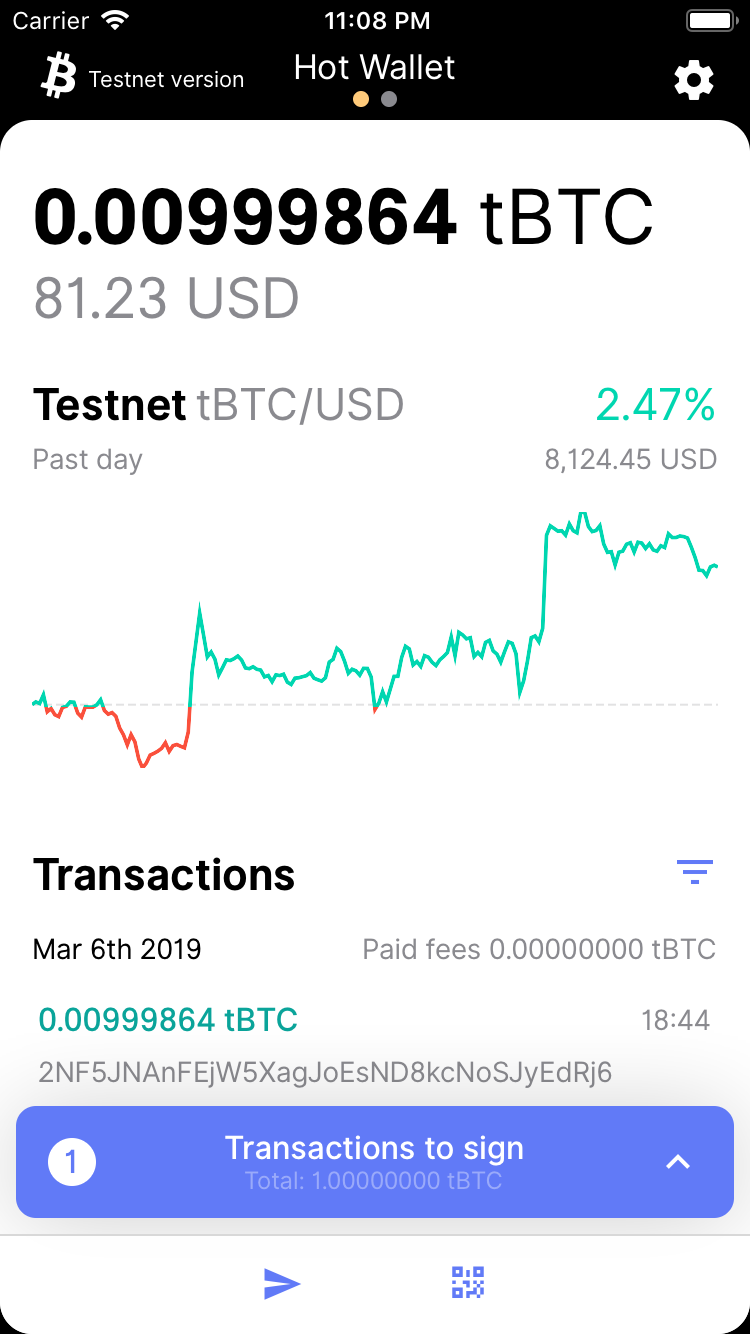 Carrier 11:08 PM
Testnet version
Hot Wallet
0.00999864 tBTC
81.23 USD
Testnet tBTC/USD 2.47%
Past day 8,124.45 USD
Transactions
Mar 6th 2019 Paid fees 0.00000000 tBTC
0.00999864 tBTC 18:44
2NF5JNAnFEjW5XagJoEsND8kcNoSJyEdRj6
1 Transactions to sign
Total: 1.00000000 tBTC